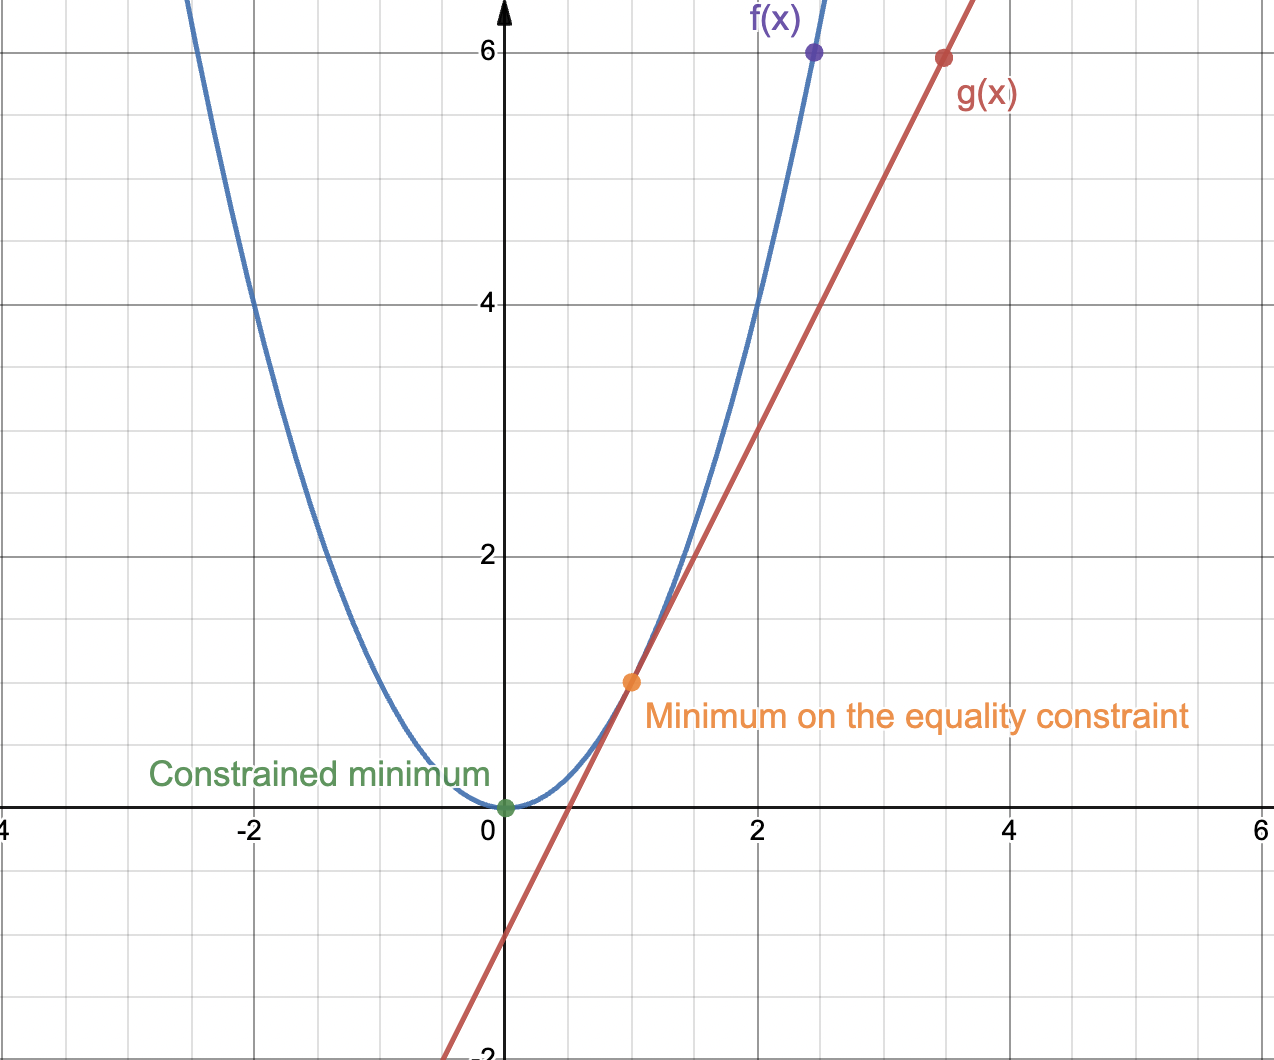 f(x)
6
g(x)
4
2
Minimum on the equality constraint
Constrained minimum
4 -2 0 2 4 6
-2